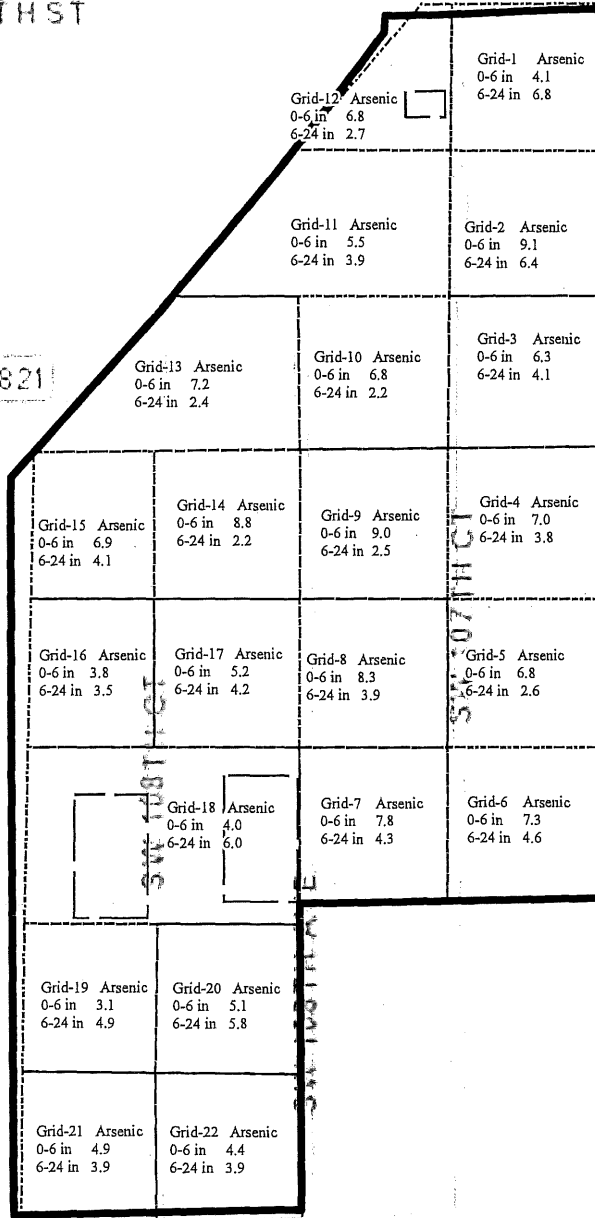 TH ST
Grid-1 Arsenic
0-6 in 4.1
6-24 in 6.8
Grid-12 Arsenic
0-6 in 6.8
6-24 in 2.7
Grid-11 Arsenic
0-6 in 5.5
6-24 in 3.9
Grid-2 Arsenic
0-6 in 9.1
6-24 in 6.4
Grid-3 Arsenic
0-6 in 6.3
6-24 in 4.1
Grid-10 Arsenic
0-6 in 6.8
6-24 in 2.2
Grid-13 Arsenic
0-6 in 7.2
6-24 in 2.4
821
Grid-4 Arsenic
0-6 in 7.0
6-24 in 3.8
Grid-14 Arsenic
0-6 in 8.8
6-24 in 2.2
Grid-9 Arsenic
0-6 in 9.0
6-24 in 2.5
Grid-15 Arsenic
0-6 in 6.9
6-24 in 4.1
SW 107TH CT
Grid-16 Arsenic
0-6 in 3.8
6-24 in 3.5
Grid-17 Arsenic
0-6 in 5.2
6-24 in 4.2
Grid-8 Arsenic
0-6 in 8.3
6-24 in 3.9
Grid-5 Arsenic
0-6 in 6.8
6-24 in 2.6
SW 108TH CT
Grid-18 Arsenic
0-6 in 4.0
6-24 in 6.0
Grid-7 Arsenic
0-6 in 7.8
6-24 in 4.3
Grid-6 Arsenic
0-6 in 7.3
6-24 in 4.6
SW 108TH AVE
Grid-19 Arsenic
0-6 in 3.1
6-24 in 4.9
Grid-20 Arsenic
0-6 in 5.1
6-24 in 5.8
Grid-21 Arsenic
0-6 in 4.9
6-24 in 3.9
Grid-22 Arsenic
0-6 in 4.4
6-24 in 3.9